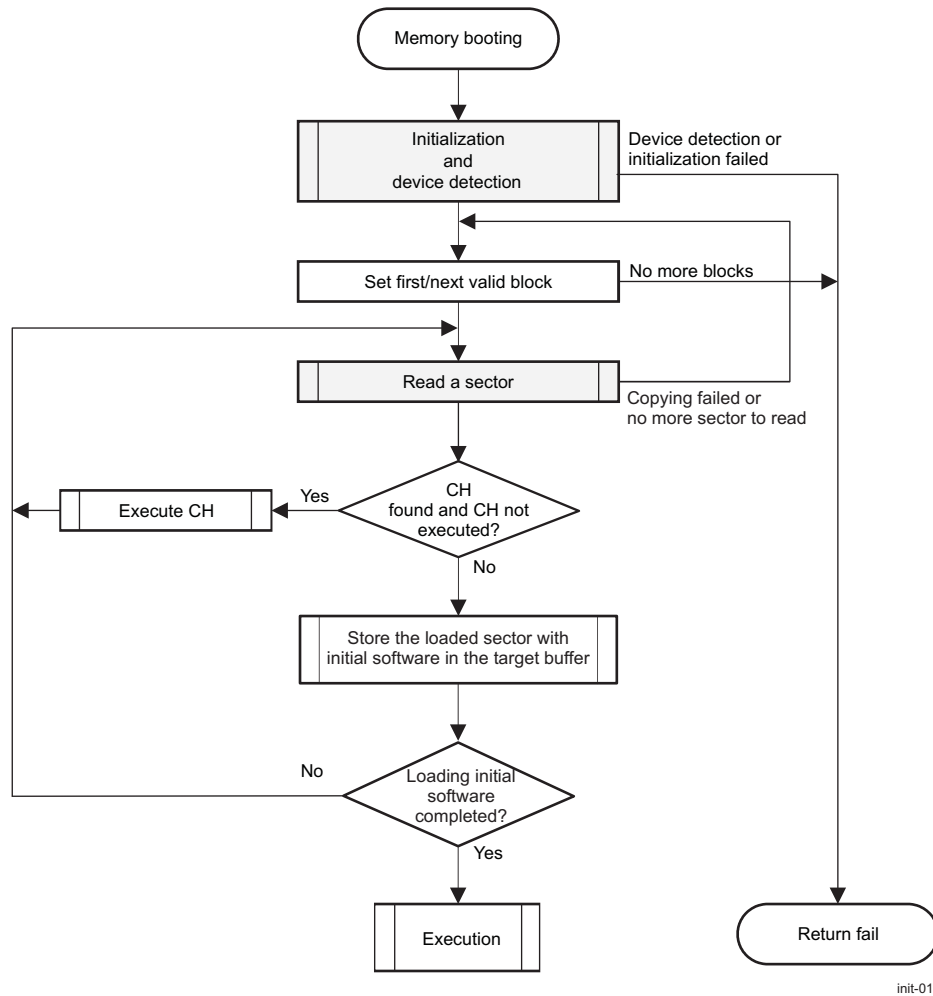 Memory booting
Initialization
and
device detection
Device detection or
initialization failed
Set first/next valid block
No more blocks
Read a sector
Copying failed or
no more sector to read
CH
found and CH not
executed?
Yes
Execute CH
No
Store the loaded sector with
initial software in the target buffer
No
Loading initial
software
completed?
Yes
Execution
Return fail
init-01